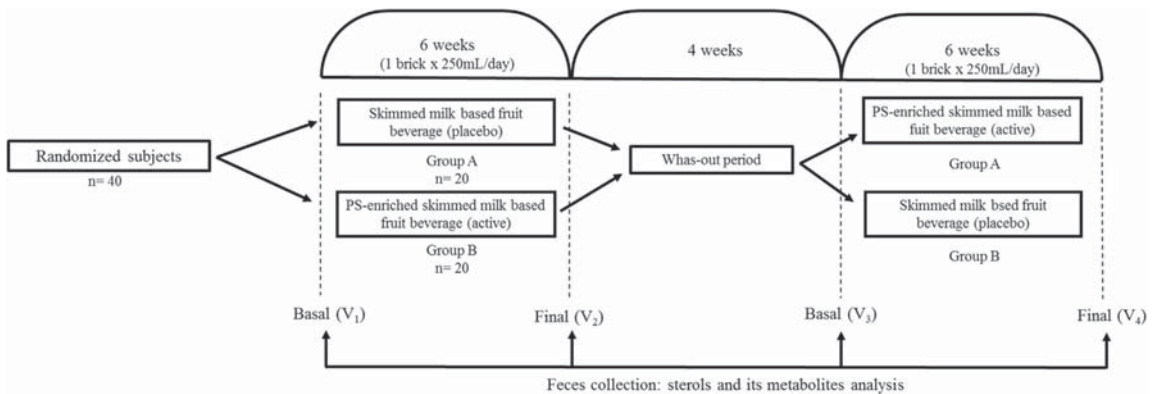 6 weeks
(1 brick x 250mL/day)
4 weeks
6 weeks
(1 brick x 250mL/day)
Randomized subjects
n= 40
Skimmed milk based fruit
beverage (placebo)
Group A
n= 20
PS-enriched skimmed milk based
fruit beverage (active)
Group B
n= 20
Whas-out period
PS-enriched skimmed milk based
fuit beverage (active)
Group A
Skimmed milk bsed fruit
beverage (placebo)
Group B
Basal (V₁)
Final (V₂)
Basal (V₃)
Final (V₄)
Feces collection: sterols and its metabolites analysis